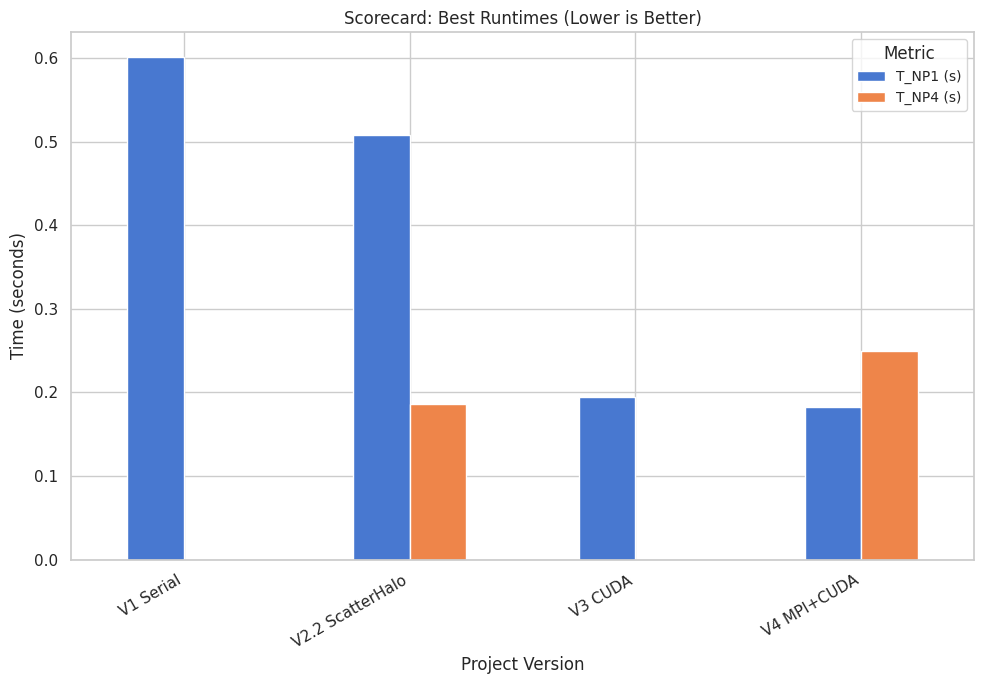 Scorecard: Best Runtimes (Lower is Better)
Metric
T_NP1 (s)
T_NP4 (s)
Time (seconds)
0.6
0.5
0.4
0.3
0.2
0.1
0.0
V1 Serial
V2.2 ScatterHalo
V3 CUDA
V4 MPI+CUDA
Project Version